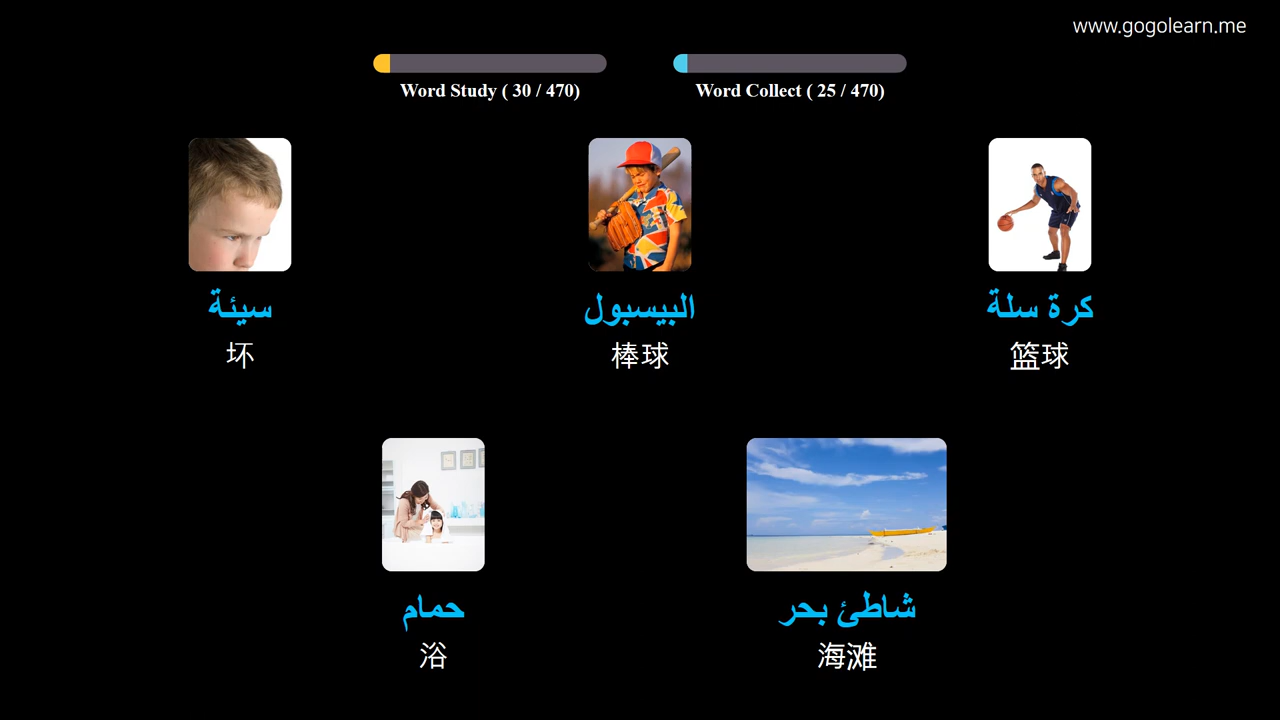 www.gogolearn.me
Word Study ( 30 / 470)
Word Collect ( 25 / 470)
سيئة
坏
البيسبول
棒球
كرة سلة
篮球
حمام
浴
شاطئ بحر
海滩